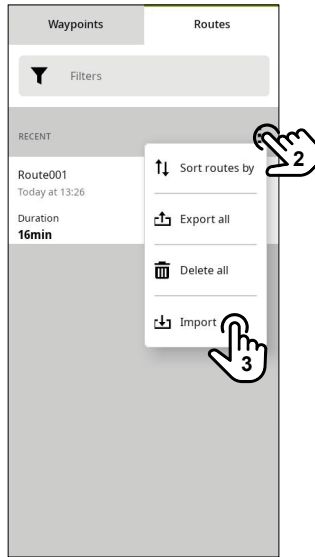 Waypoints
Routes
Filters
RECENT
2
Route001
Today at 13:26
Duration
16min
Sort routes by
Export all
Delete all
Import
3